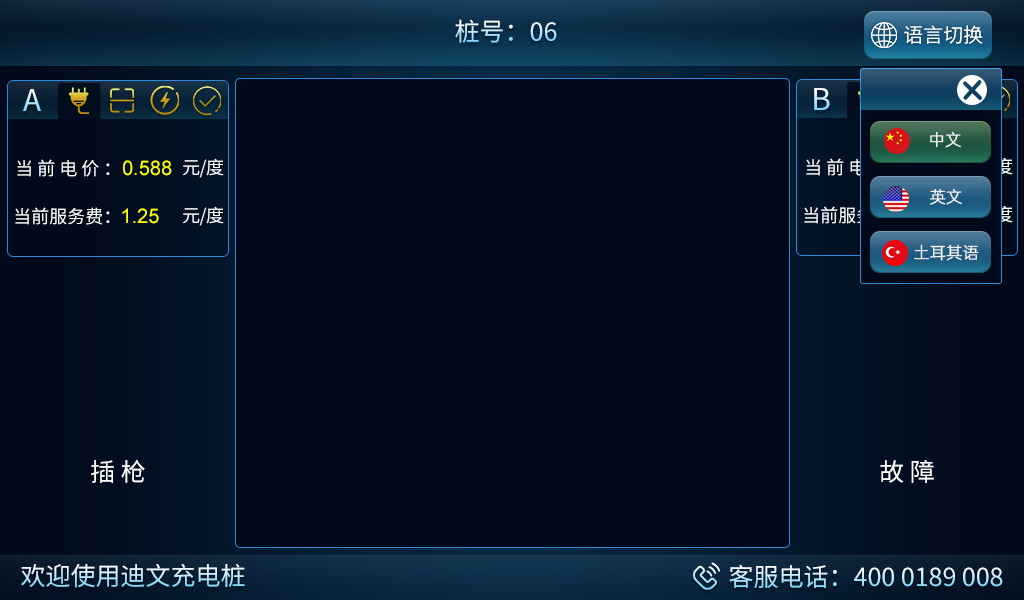 桩号：06
语言切换
A
当前电价：0.588 元/度
当前服务费：1.25 元/度
B
当前电
度
当前服
度
中文
英文
土耳其语
插枪
故障
欢迎使用迪文充电桩
客服电话：400 0189 008